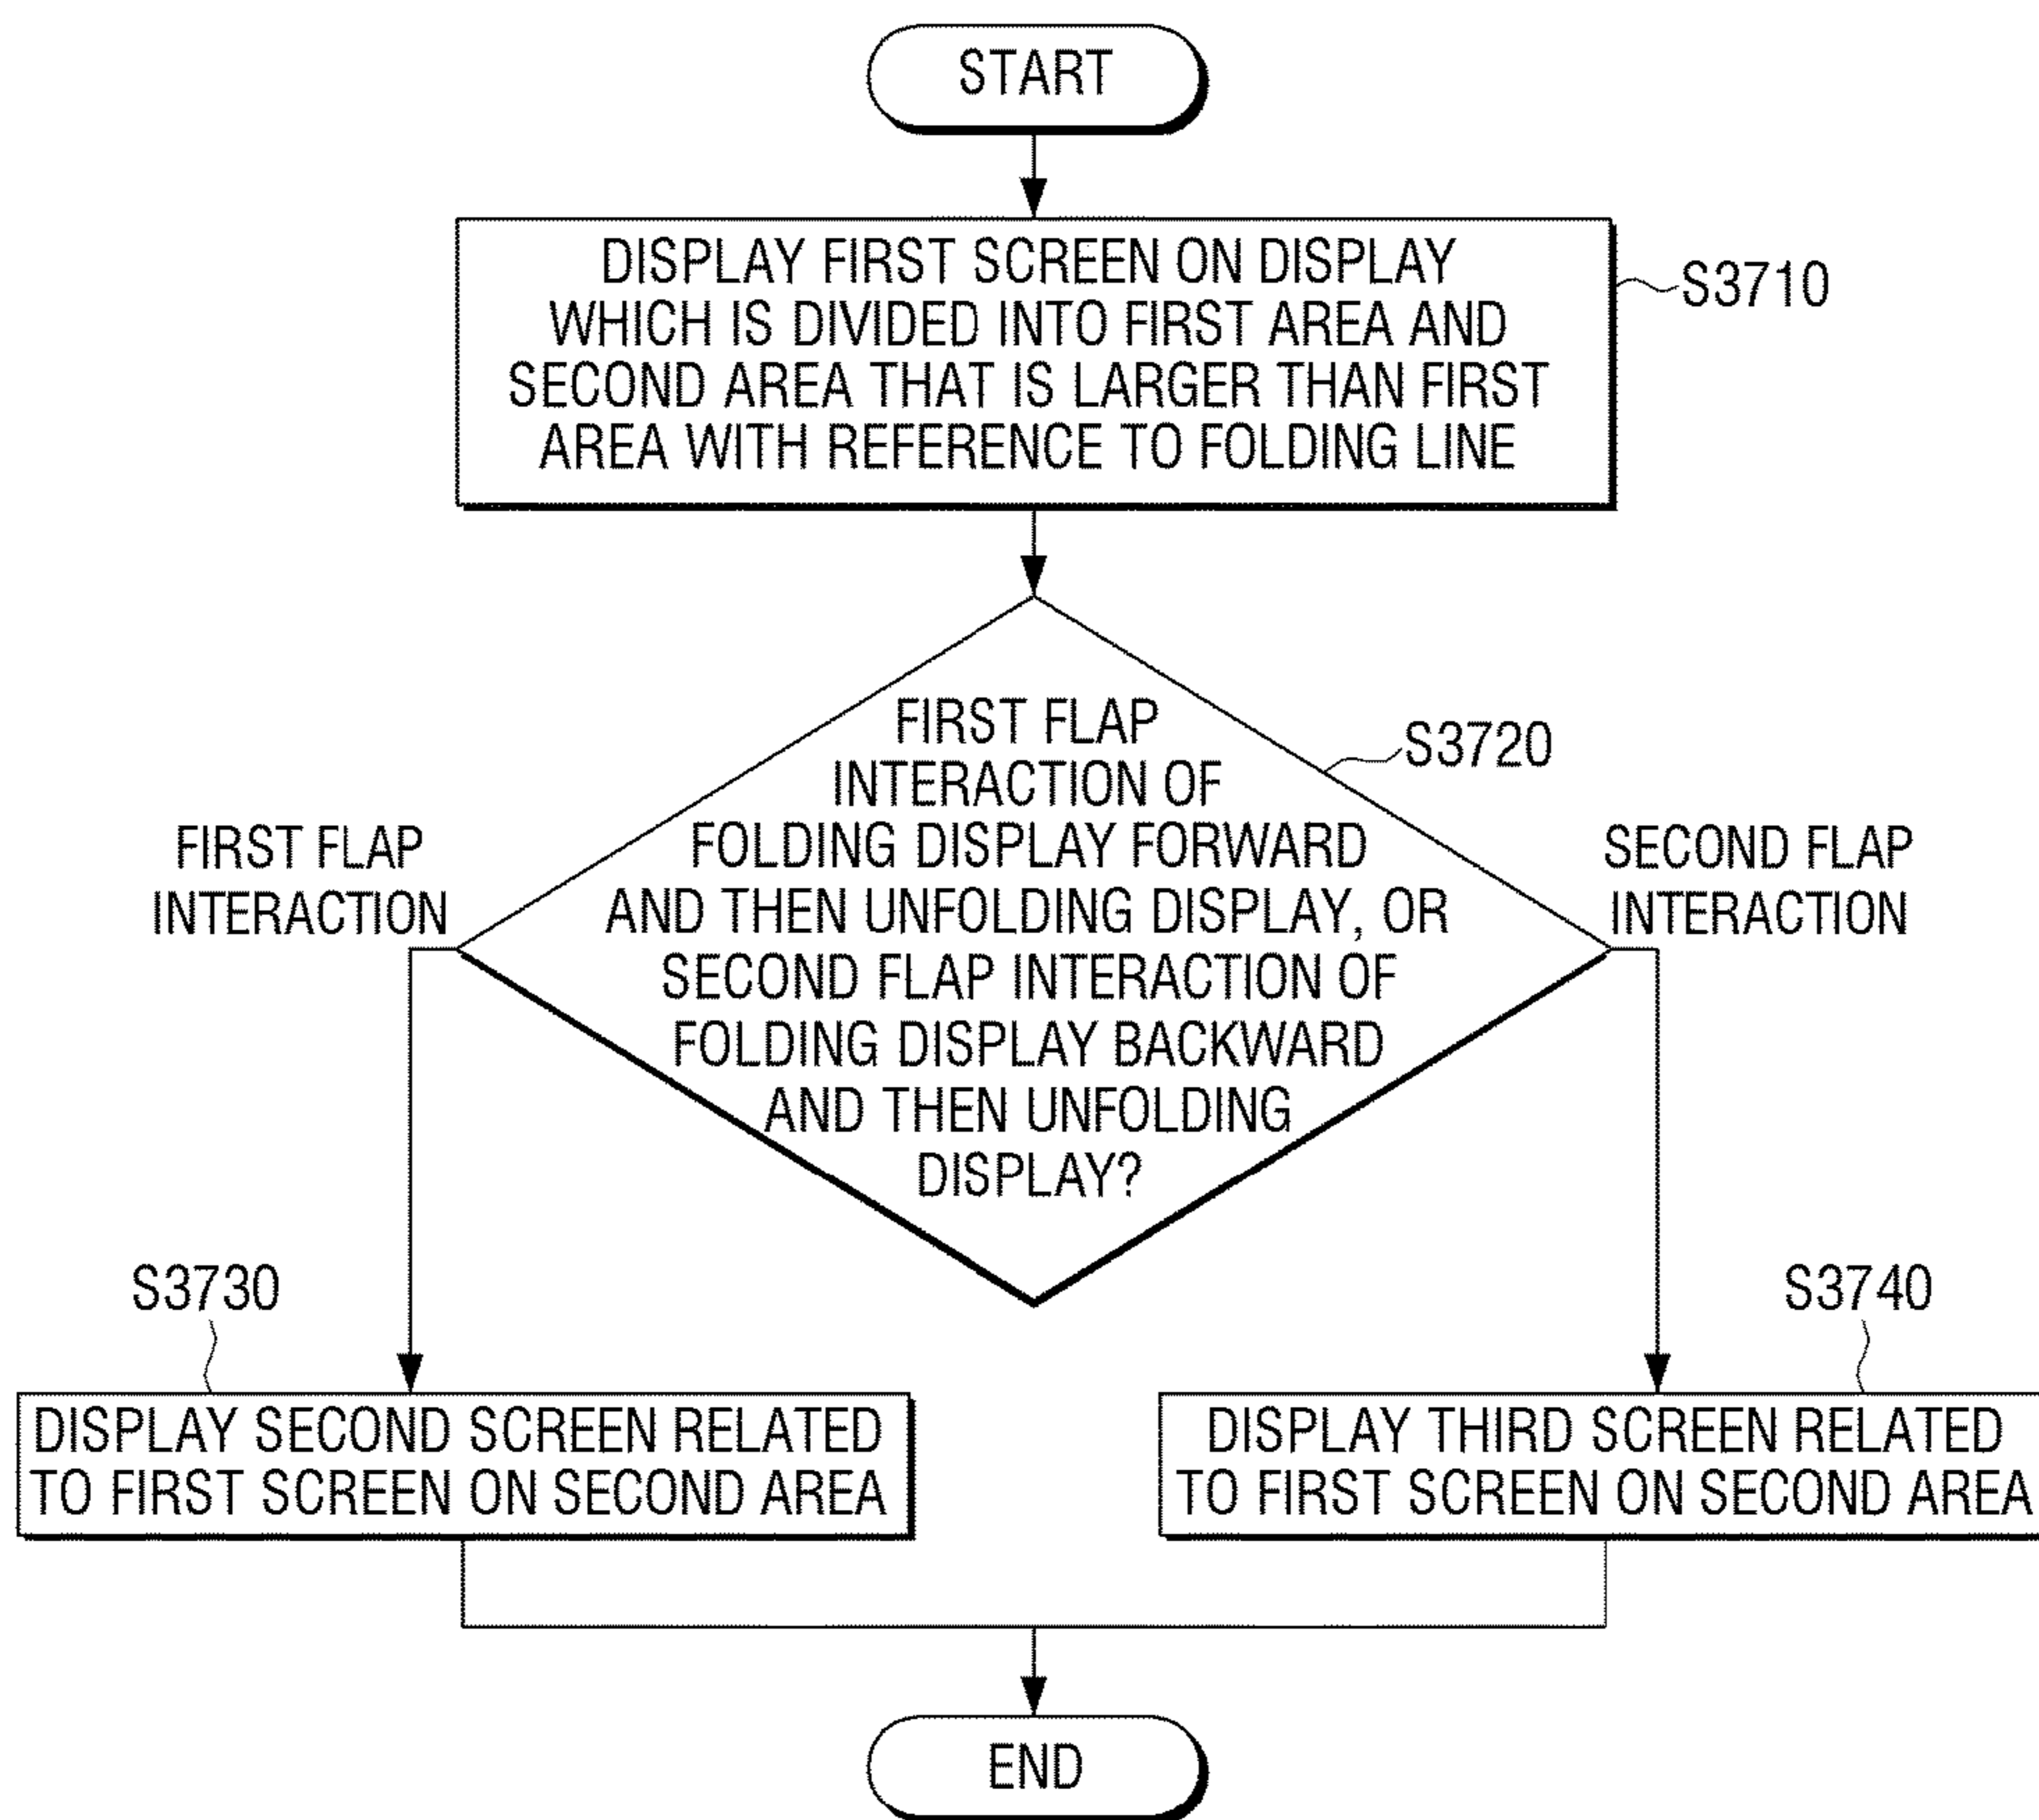 START
DISPLAY FIRST SCREEN ON DISPLAY
WHICH IS DIVIDED INTO FIRST AREA AND
SECOND AREA THAT IS LARGER THAN FIRST
AREA WITH REFERENCE TO FOLDING LINE
S3710
FIRST FLAP
INTERACTION OF
FOLDING DISPLAY FORWARD
AND THEN UNFOLDING DISPLAY, OR
SECOND FLAP INTERACTION OF
FOLDING DISPLAY BACKWARD
AND THEN UNFOLDING
DISPLAY?
S3720
FIRST FLAP
INTERACTION
SECOND FLAP
INTERACTION
S3730
DISPLAY SECOND SCREEN RELATED
TO FIRST SCREEN ON SECOND AREA
S3740
DISPLAY THIRD SCREEN RELATED
TO FIRST SCREEN ON SECOND AREA
END